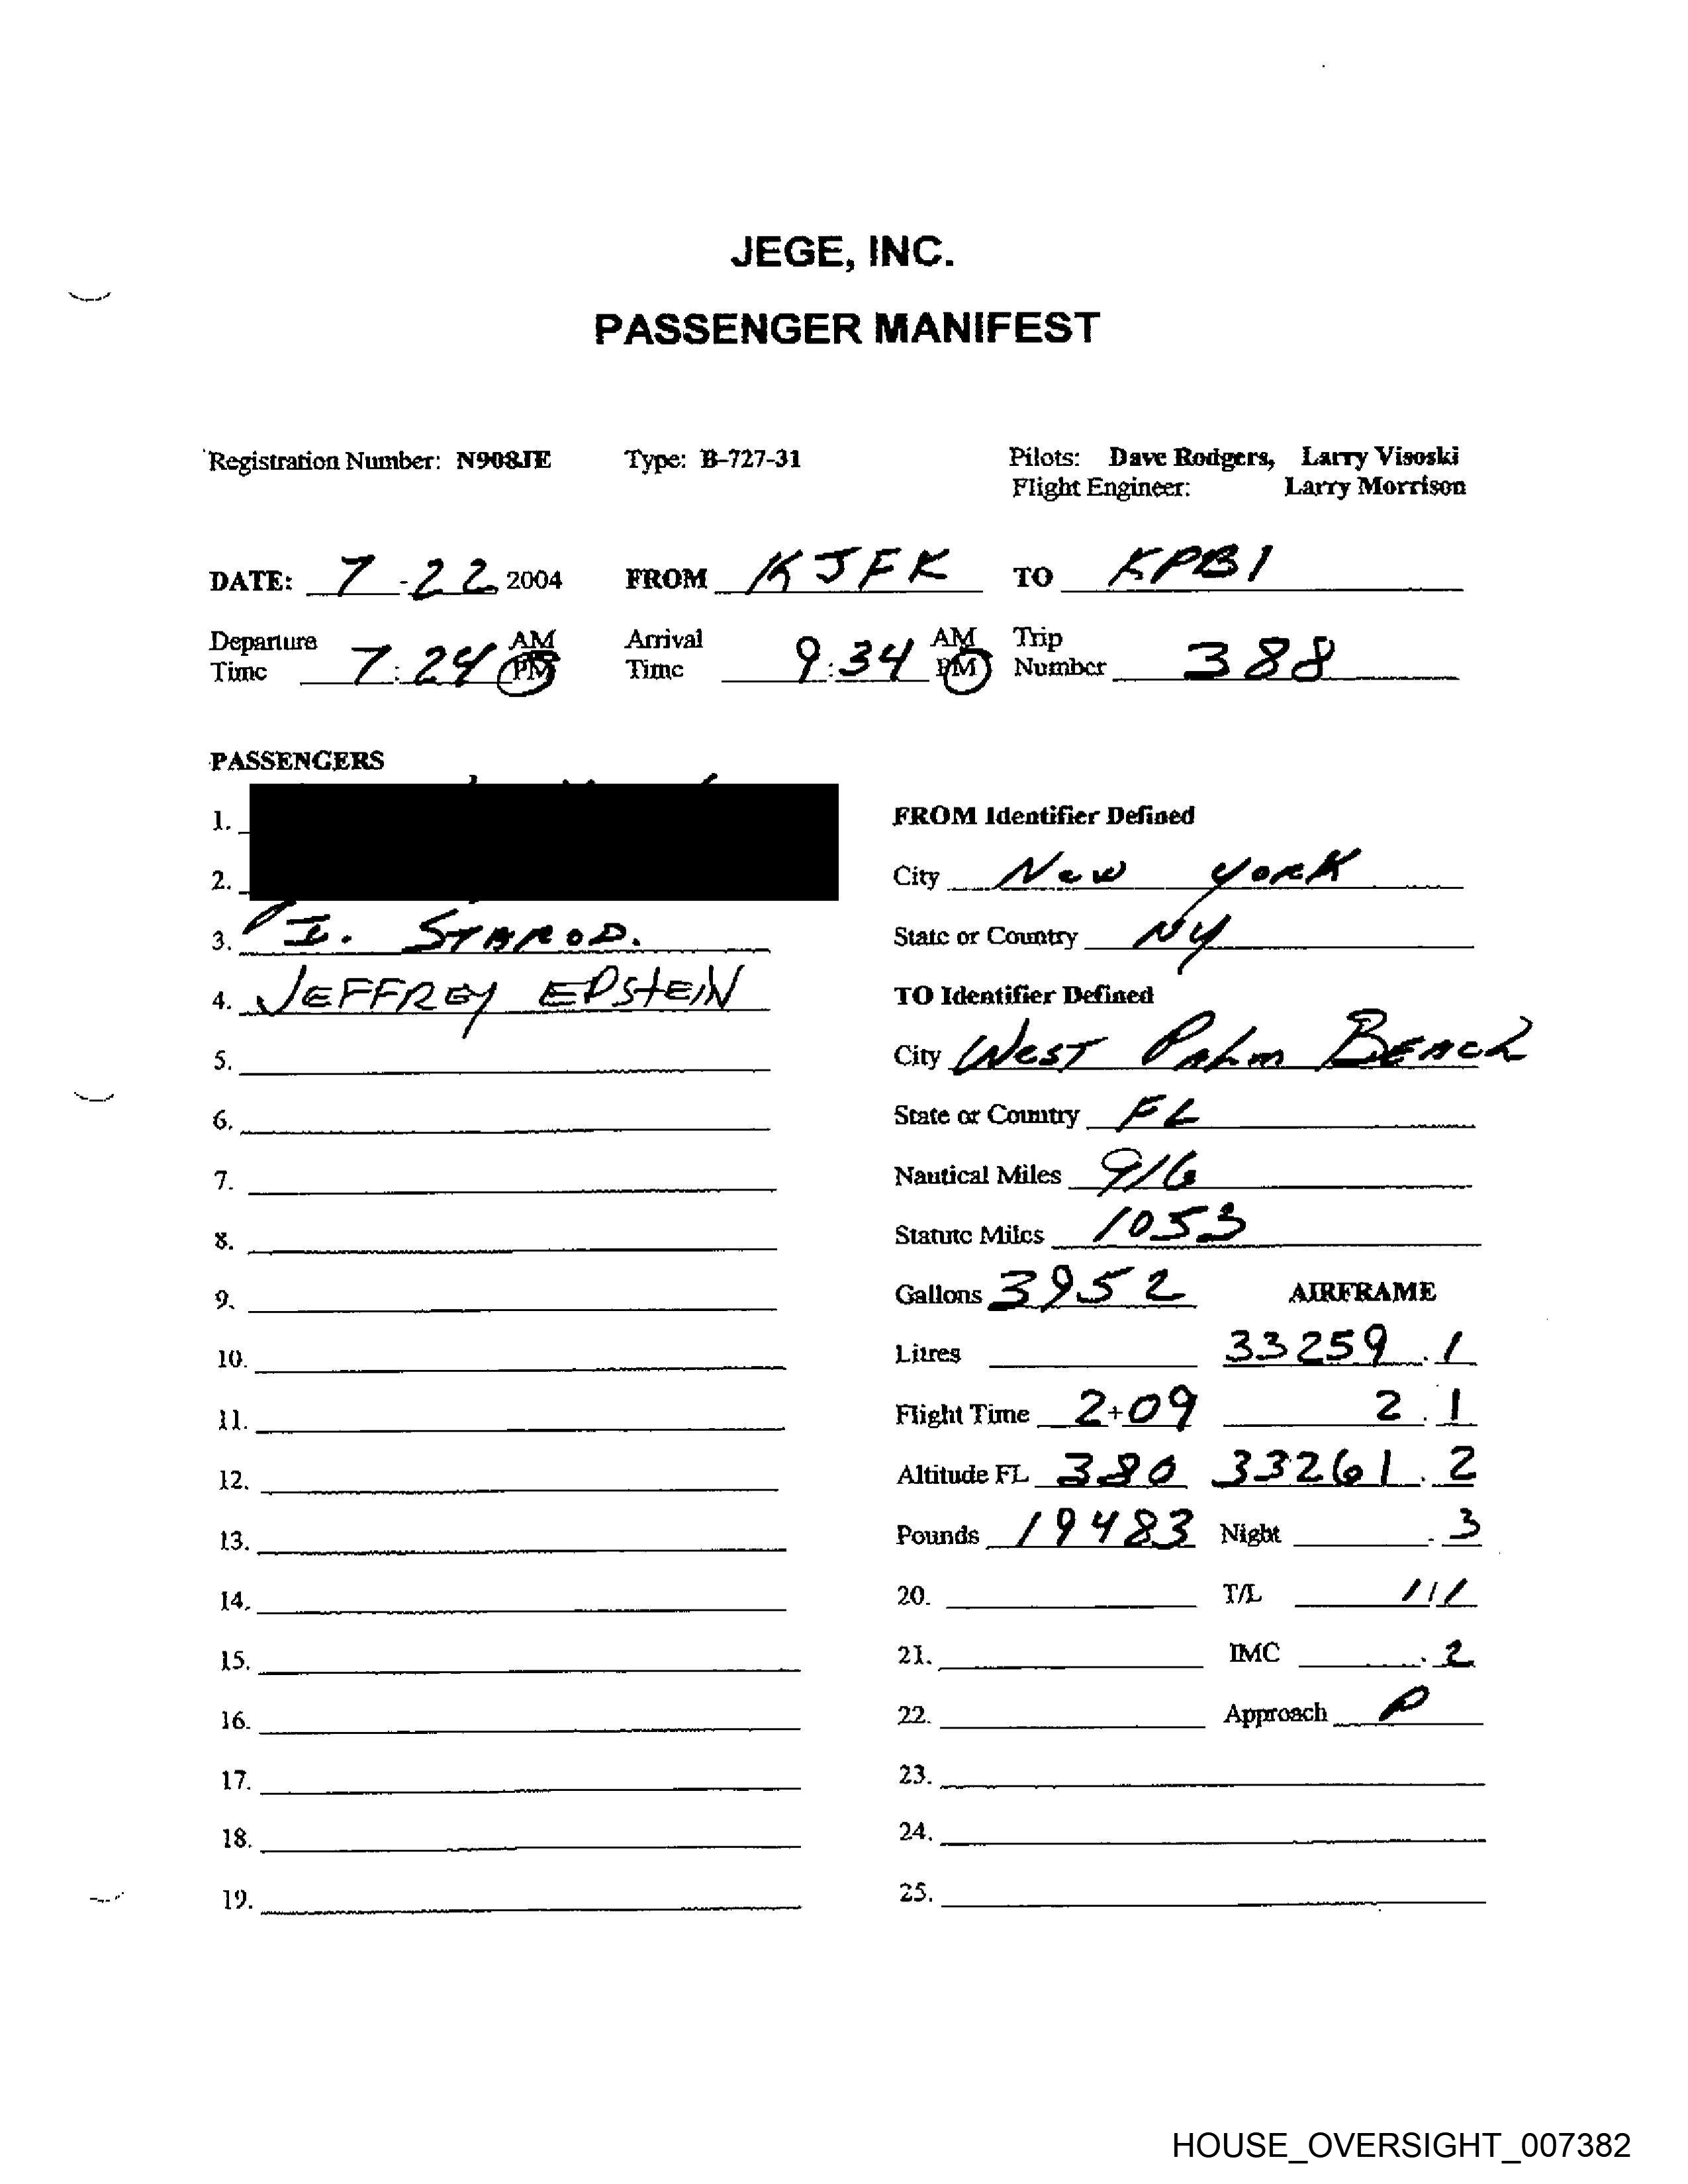 JEGE, INC.
PASSENGER MANIFEST
Registration Number: N908JE Type: B-727-31 Pilots: Dave Rodgers, Larry Visoski
Flight Engineer: Larry Morrison
DATE: 7-22 2004 FROM KJFK TO KPBI
Departure Time 7:24 AM PM Arrival Time 9:34 AM PM Trip Number 388
PASSENGERS
1.
2.
3. I. STAROD.
4. JEFFREY EPSTEIN
5.
6.
7.
8.
9.
10.
11.
12.
13.
14.
15.
16.
17.
18.
19.
FROM Identifier Defined
City New York
State or Country NY
TO Identifier Defined
City WEST PALM BEACH
State or Country FL
Nautical Miles 916
Statute Miles 1053
Gallons 3952 AIRFRAME
Litres 33259.1
Flight Time 2+09 2.1
Altitude FL 380 33261.2
Pounds 19483 Night .3
20. T/L 1/1
21. IMC .2
22. Approach P
23.
24.
25.
HOUSE_OVERSIGHT_007382